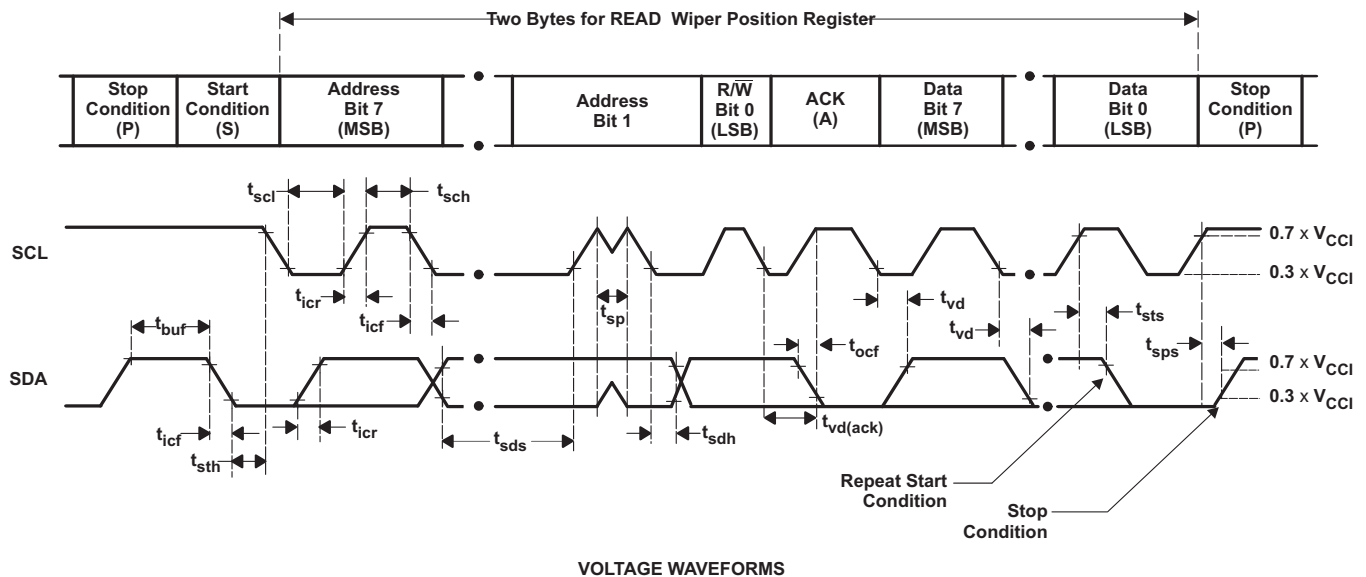 Two Bytes for READ Wiper Position Register
Stop
Condition
(P)
Start
Condition
(S)
Address
Bit 7
(MSB)
Address
Bit 1
R/W̅
Bit 0
(LSB)
ACK
(A)
Data
Bit 7
(MSB)
Data
Bit 0
(LSB)
Stop
Condition
(P)
tscl
tsch
SCL
0.7 x VCCI
0.3 x VCCI
ticr
ticf
tsp
tvd
tvd
tsts
tbuf
tocf
tsps
SDA
0.7 x VCCI
0.3 x VCCI
ticf
ticr
tsth
tsds
tsdh
tvd(ack)
Repeat Start
Condition
Stop
Condition
VOLTAGE WAVEFORMS